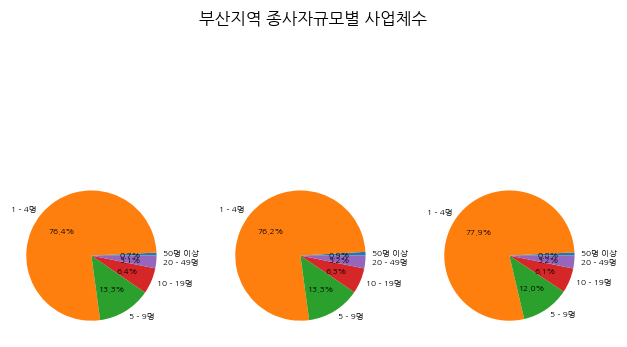 부산지역 종사자규모별 사업체수
1 - 4명
76,4%
50명 이상
20 - 49명
6,4%
10 - 19명
13,3%
5 - 9명
1 - 4명
76,2%
50명 이상
20 - 49명
6,3%
10 - 19명
13,3%
5 - 9명
1 - 4명
77,9%
50명 이상
20 - 49명
6,1%
10 - 19명
12,0%
5 - 9명